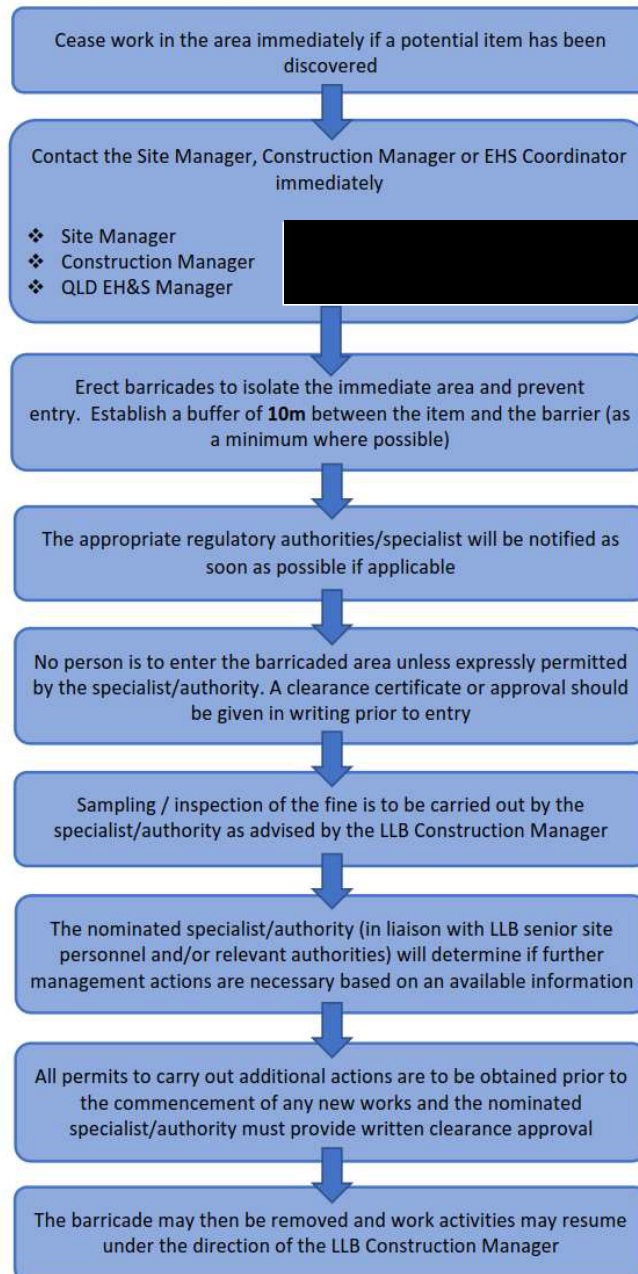 Cease work in the area immediately if a potential item has been
discovered
Contact the Site Manager, Construction Manager or EHS Coordinator
immediately
❖ Site Manager
❖ Construction Manager
❖ QLD EH&S Manager
Erect barricades to isolate the immediate area and prevent
entry. Establish a buffer of 10m between the item and the barrier (as
a minimum where possible)
The appropriate regulatory authorities/specialist will be notified as
soon as possible if applicable
No person is to enter the barricaded area unless expressly permitted
by the specialist/authority. A clearance certificate or approval should
be given in writing prior to entry
Sampling / inspection of the fine is to be carried out by the
specialist/authority as advised by the LLB Construction Manager
The nominated specialist/authority (in liaison with LLB senior site
personnel and/or relevant authorities) will determine if further
management actions are necessary based on an available information
All permits to carry out additional actions are to be obtained prior to
the commencement of any new works and the nominated
specialist/authority must provide written clearance approval
The barricade may then be removed and work activities may resume
under the direction of the LLB Construction Manager